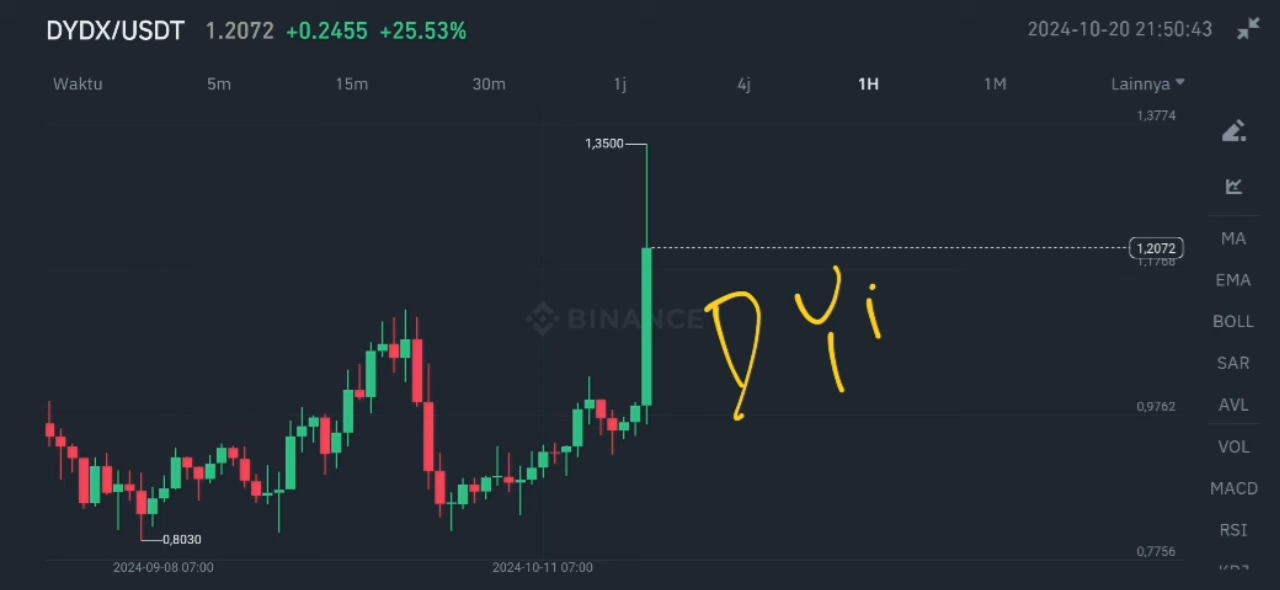 DYDX/USDT 1.2072 +0.2455 +25.53% 2024-10-20 21:50:43
Waktu 5m 15m 30m 1j 4j 1H 1M Lainnya
1,3774
1,3500
MA
1,2072
1,1768
EMA
BINANCE
BOLL
DYi
SAR
0,9762
AVL
VOL
MACD
RSI
0,8030
0,7756
2024-09-08 07:00 2024-10-11 07:00